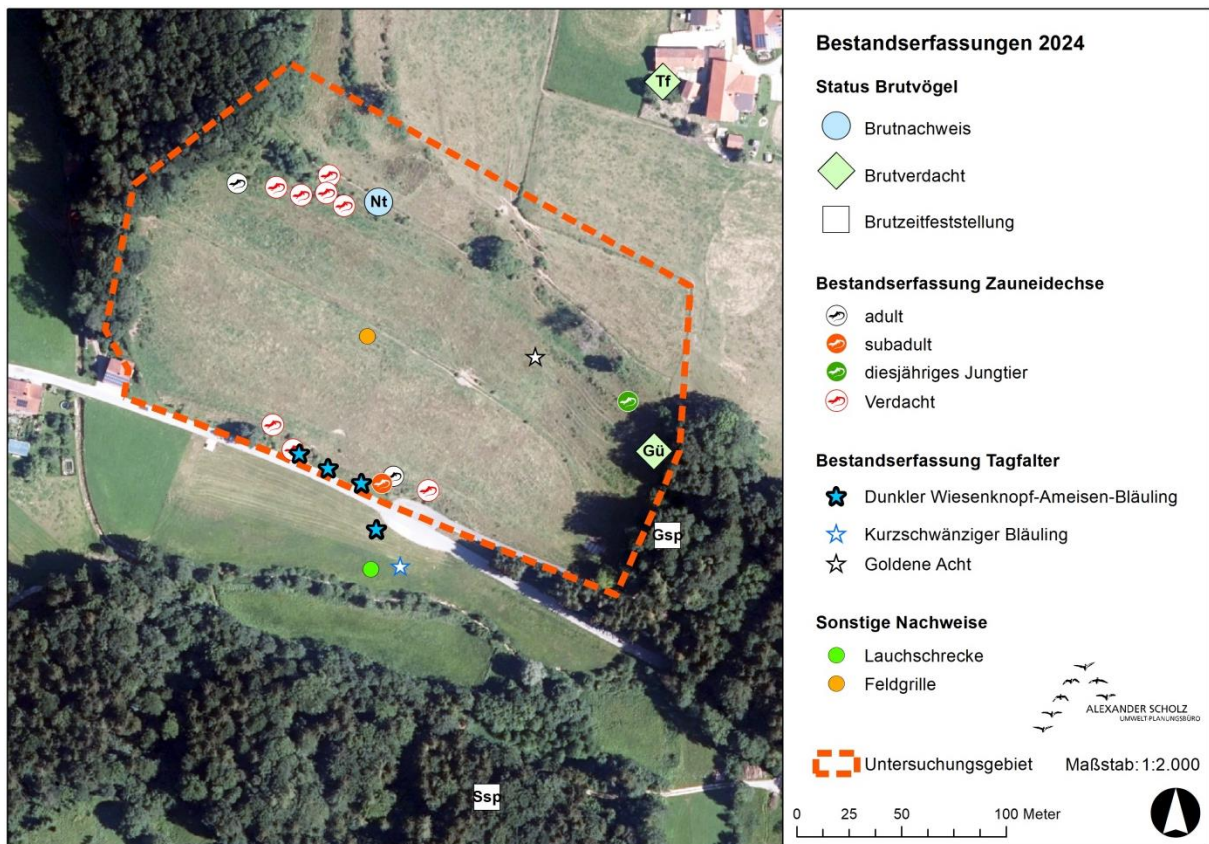 Tf
Nt
Gü
Gsp
Ssp
Bestandserfassungen 2024
Status Brutvögel
Brutnachweis
Brutverdacht
Brutzeitfeststellung
Bestandserfassung Zauneidechse
adult
subadult
diesjähriges Jungtier
Verdacht
Bestandserfassung Tagfalter
Dunkler Wiesenknopf-Ameisen-Bläuling
Kurzschwänziger Bläuling
Goldene Acht
Sonstige Nachweise
Lauchschrecke
Feldgrille
ALEXANDER SCHOLZ
UMWELT-PLANUNGSBÜRO
Untersuchungsgebiet Maßstab: 1:2.000
0 25 50 100 Meter